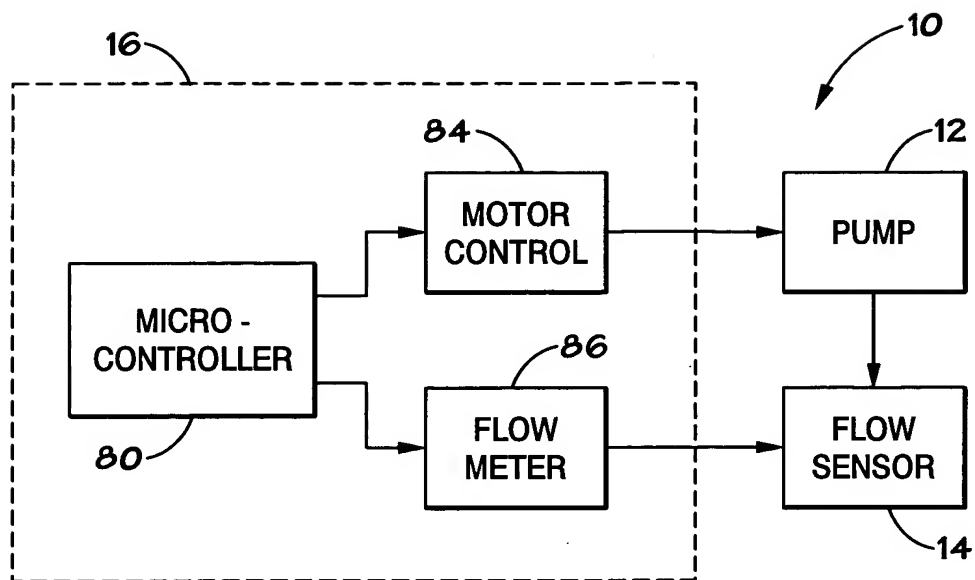 16
10
84
12
MOTOR
CONTROL
PUMP
MICRO -
CONTROLLER
86
80
FLOW
METER
FLOW
SENSOR
14